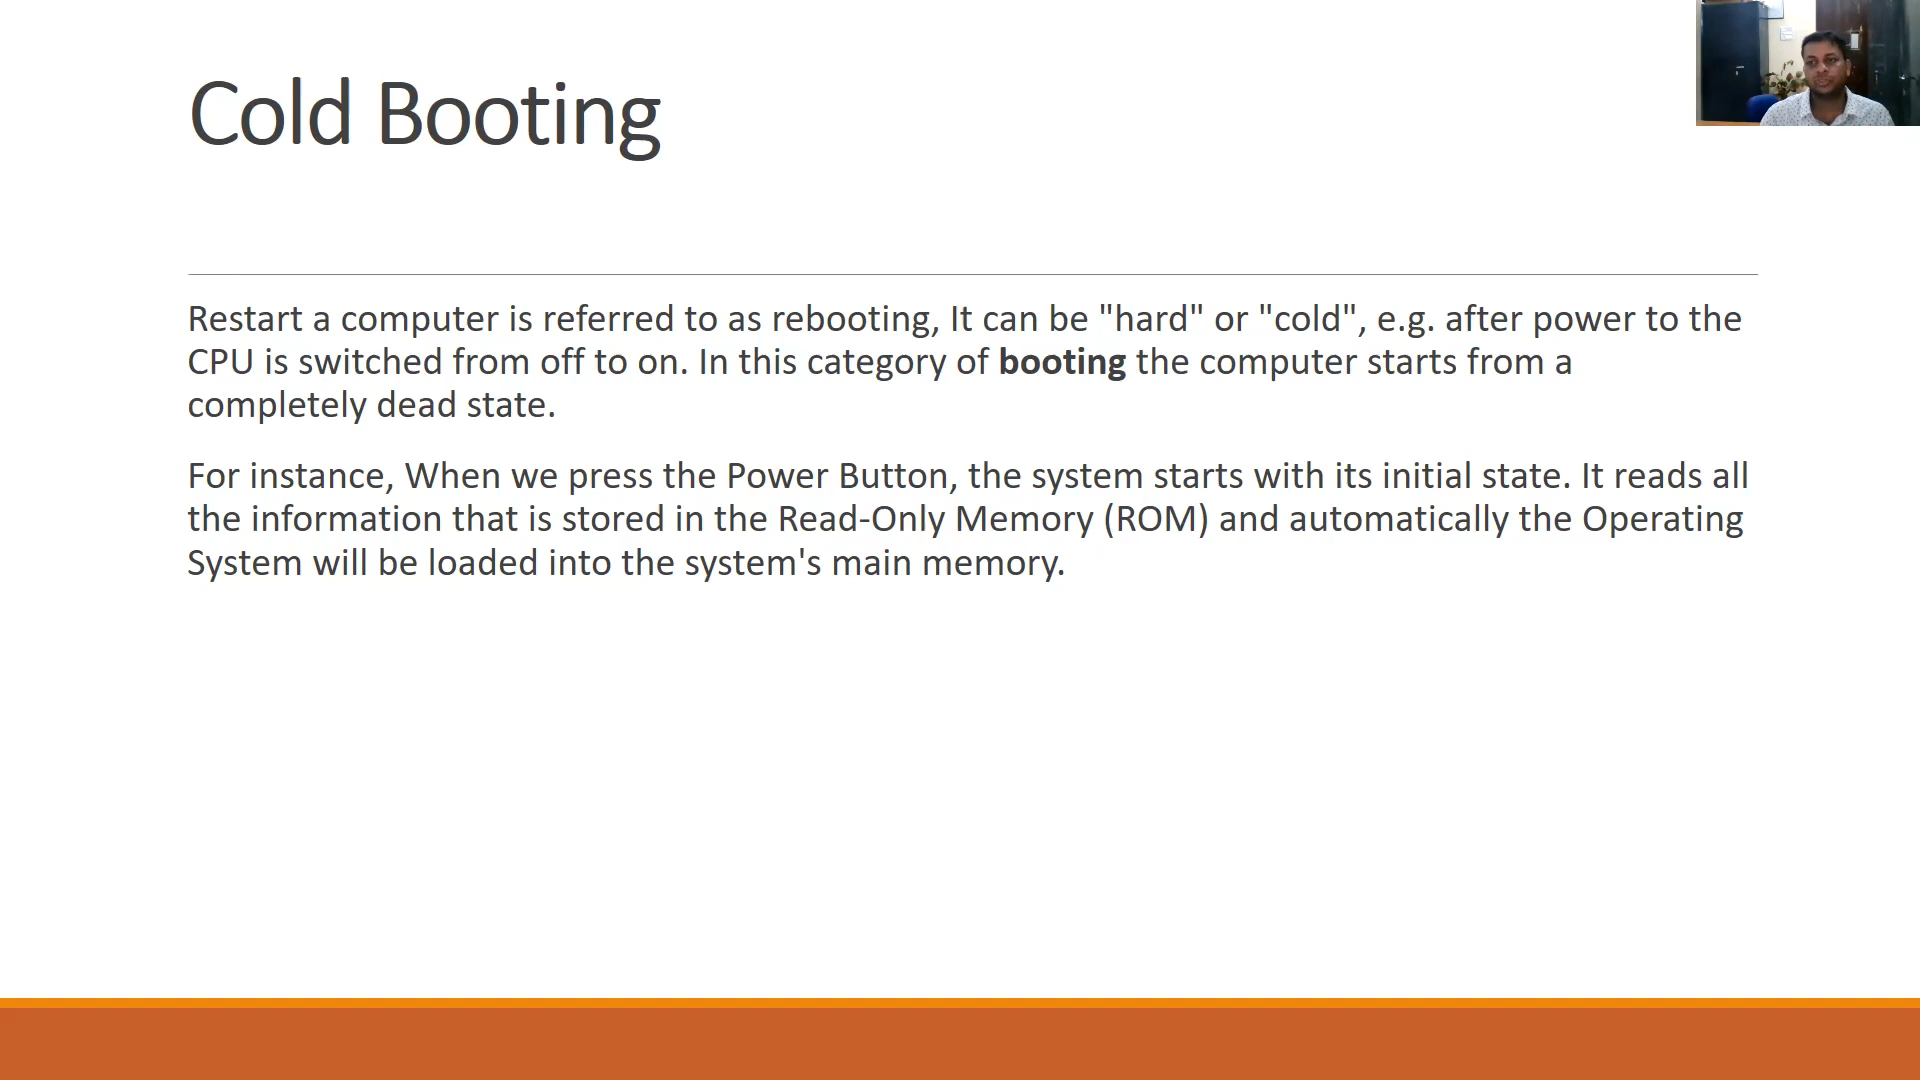 Cold Booting
Restart a computer is referred to as rebooting, It can be "hard" or "cold", e.g. after power to the
CPU is switched from off to on. In this category of booting the computer starts from a
completely dead state.
For instance, When we press the Power Button, the system starts with its initial state. It reads all
the information that is stored in the Read-Only Memory (ROM) and automatically the Operating
System will be loaded into the system's main memory.